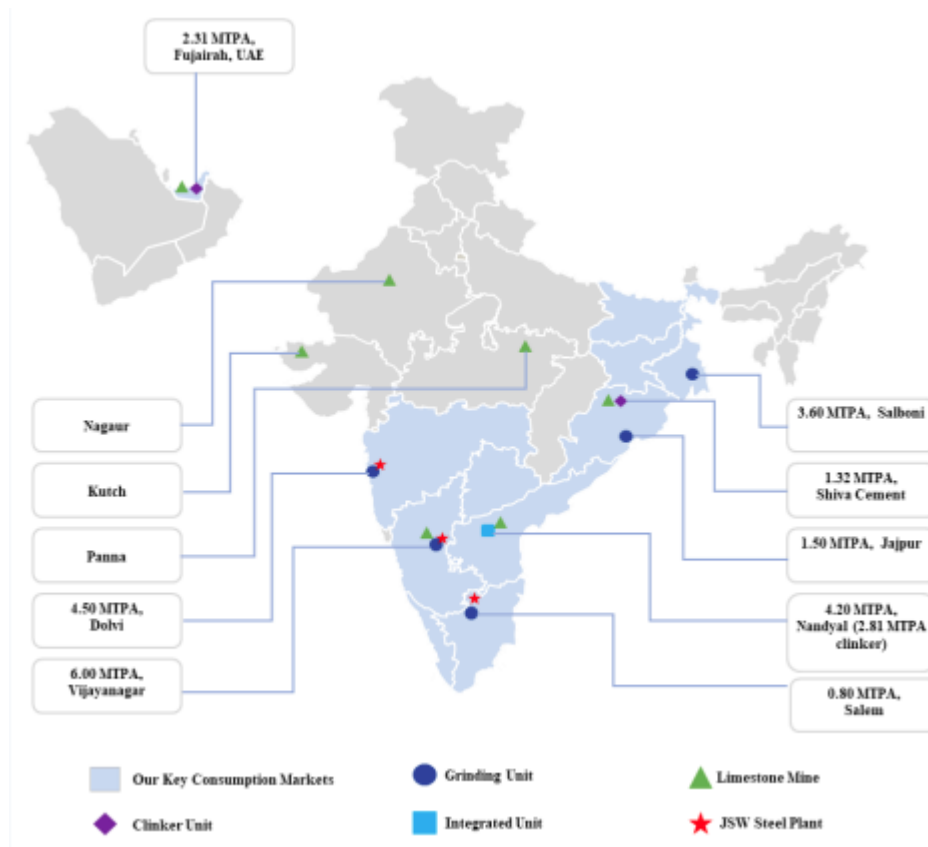 2.31 MTPA,
Fujairah, UAE
Nagaur
Kutch
Panna
4.50 MTPA,
Dolvi
6.00 MTPA,
Vijayanagar
3.60 MTPA, Salboni
1.32 MTPA,
Shiva Cement
1.50 MTPA, Jajpur
4.20 MTPA,
Nandyal (2.81 MTPA
clinker)
0.80 MTPA,
Salem
Our Key Consumption Markets
Grinding Unit
Limestone Mine
Clinker Unit
Integrated Unit
JSW Steel Plant